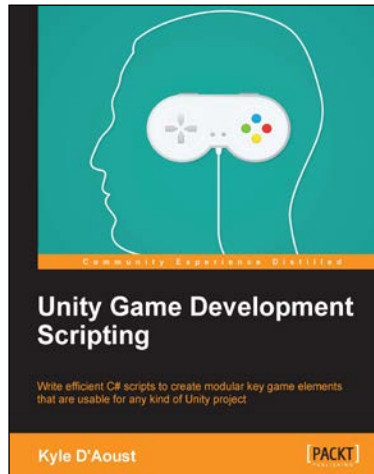 Community Experience Distilled
Unity Game Development
Scripting
Write efficient C# scripts to create modular key game elements
that are usable for any kind of Unity project
Kyle D'Aoust
[PACKT]
PUBLISHING